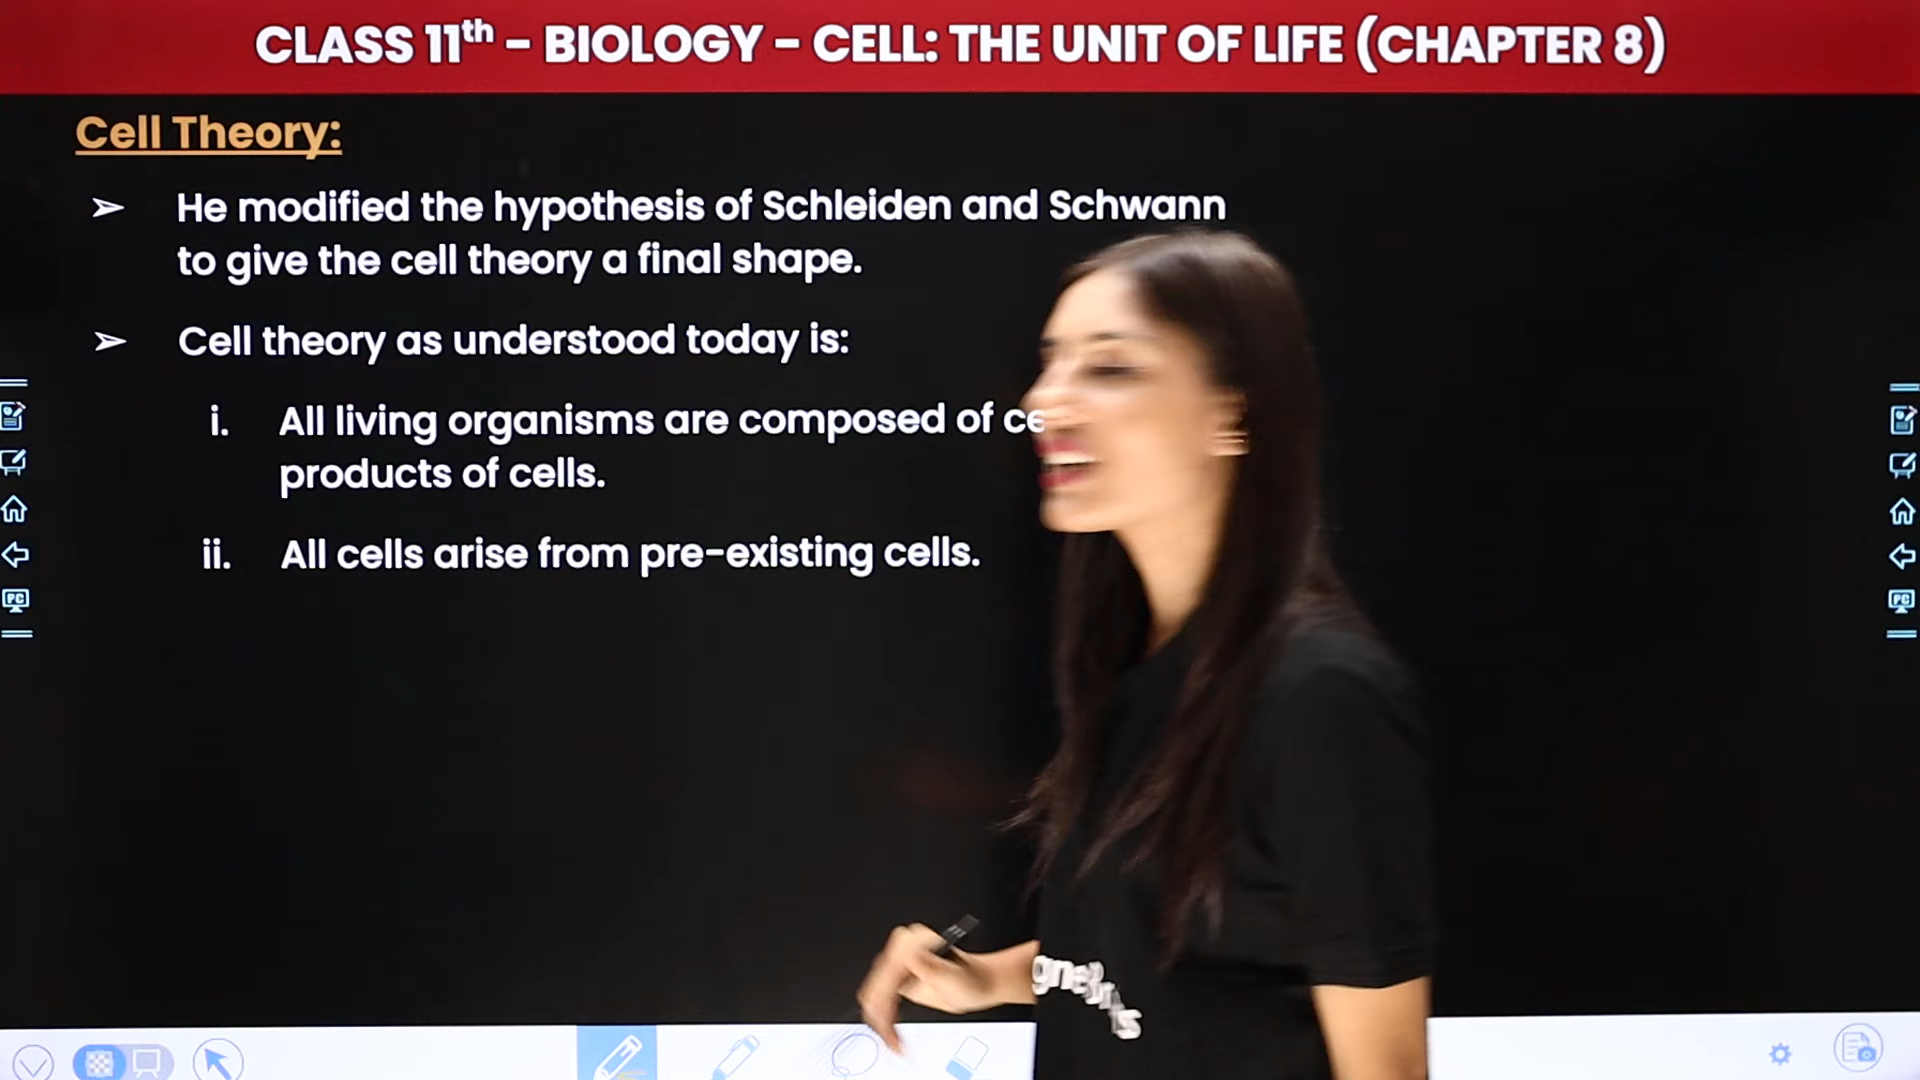 CLASS 11th – BIOLOGY – CELL: THE UNIT OF LIFE (CHAPTER 8)
Cell Theory:
➢ He modified the hypothesis of Schleiden and Schwann
to give the cell theory a final shape.
➢ Cell theory as understood today is:
i. All living organisms are composed of
products of cells.
ii. All cells arise from pre-existing cells.
PC
PC